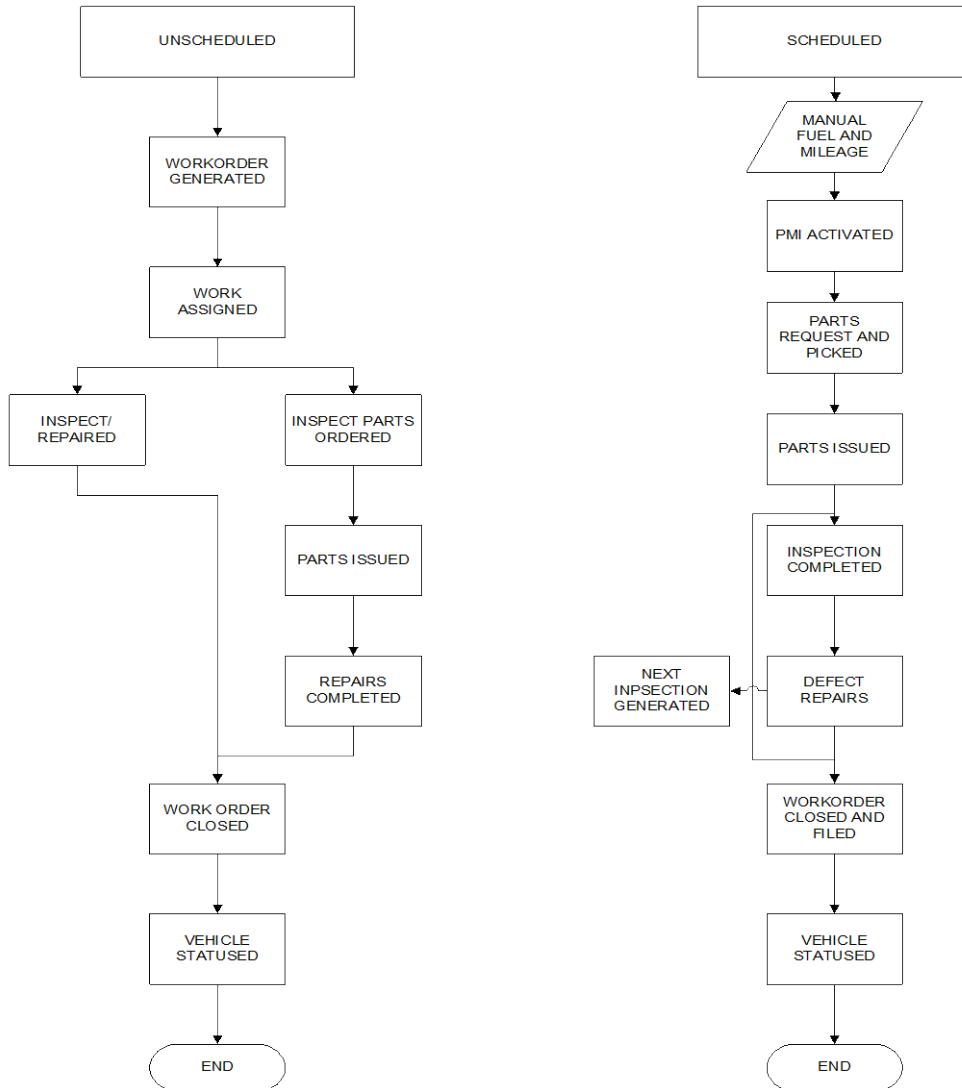 UNSCHEDULED
WORKORDER
GENERATED
WORK
ASSIGNED
INSPECT/
REPAIRED
INSPECT PARTS
ORDERED
PARTS ISSUED
REPAIRS
COMPLETED
WORK ORDER
CLOSED
VEHICLE
STATUSED
END
SCHEDULED
MANUAL
FUEL AND
MILEAGE
PMI ACTIVATED
PARTS
REQUEST AND
PICKED
PARTS ISSUED
INSPECTION
COMPLETED
DEFECT
REPAIRS
NEXT
INPSECTION
GENERATED
WORKORDER
CLOSED AND
FILED
VEHICLE
STATUSED
END